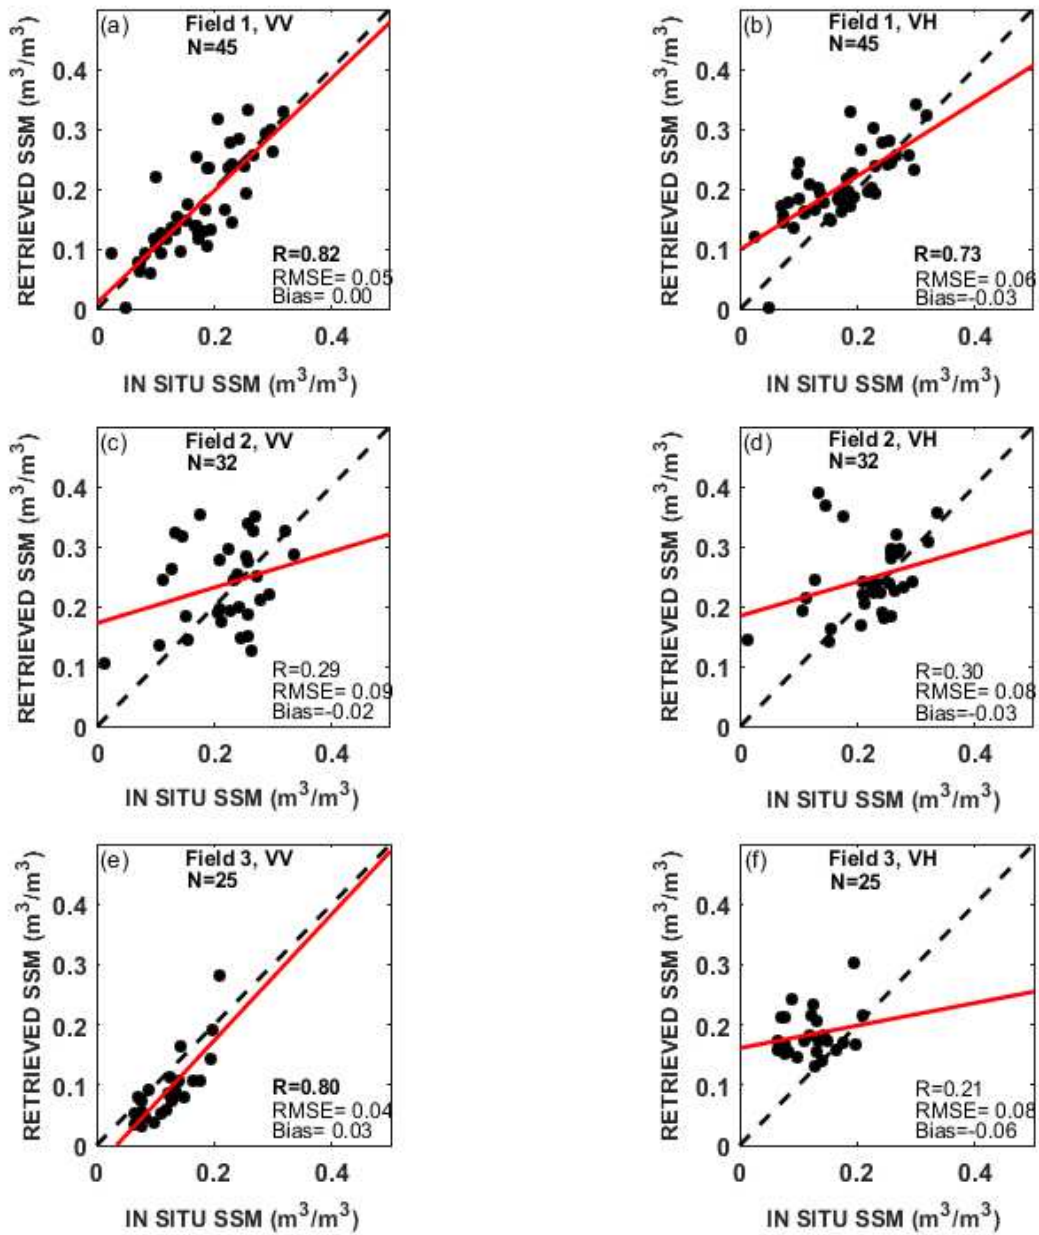 (a) Field 1, VV
N=45
RETRIEVED SSM (m³/m³)
0.4
0.3
0.2
0.1
0
R=0.82
RMSE= 0.05
Bias= 0.00
0 0.2 0.4
IN SITU SSM (m³/m³)
(b) Field 1, VH
N=45
RETRIEVED SSM (m³/m³)
0.4
0.3
0.2
0.1
0
R=0.73
RMSE= 0.06
Bias=-0.03
0 0.2 0.4
IN SITU SSM (m³/m³)
(c) Field 2, VV
N=32
RETRIEVED SSM (m³/m³)
0.4
0.3
0.2
0.1
0
R=0.29
RMSE= 0.09
Bias=-0.02
0 0.2 0.4
IN SITU SSM (m³/m³)
(d) Field 2, VH
N=32
RETRIEVED SSM (m³/m³)
0.4
0.3
0.2
0.1
0
R=0.30
RMSE= 0.08
Bias=-0.03
0 0.2 0.4
IN SITU SSM (m³/m³)
(e) Field 3, VV
N=25
RETRIEVED SSM (m³/m³)
0.4
0.3
0.2
0.1
0
R=0.80
RMSE= 0.04
Bias= 0.03
0 0.2 0.4
IN SITU SSM (m³/m³)
(f) Field 3, VH
N=25
RETRIEVED SSM (m³/m³)
0.4
0.3
0.2
0.1
0
R=0.21
RMSE= 0.08
Bias=-0.06
0 0.2 0.4
IN SITU SSM (m³/m³)